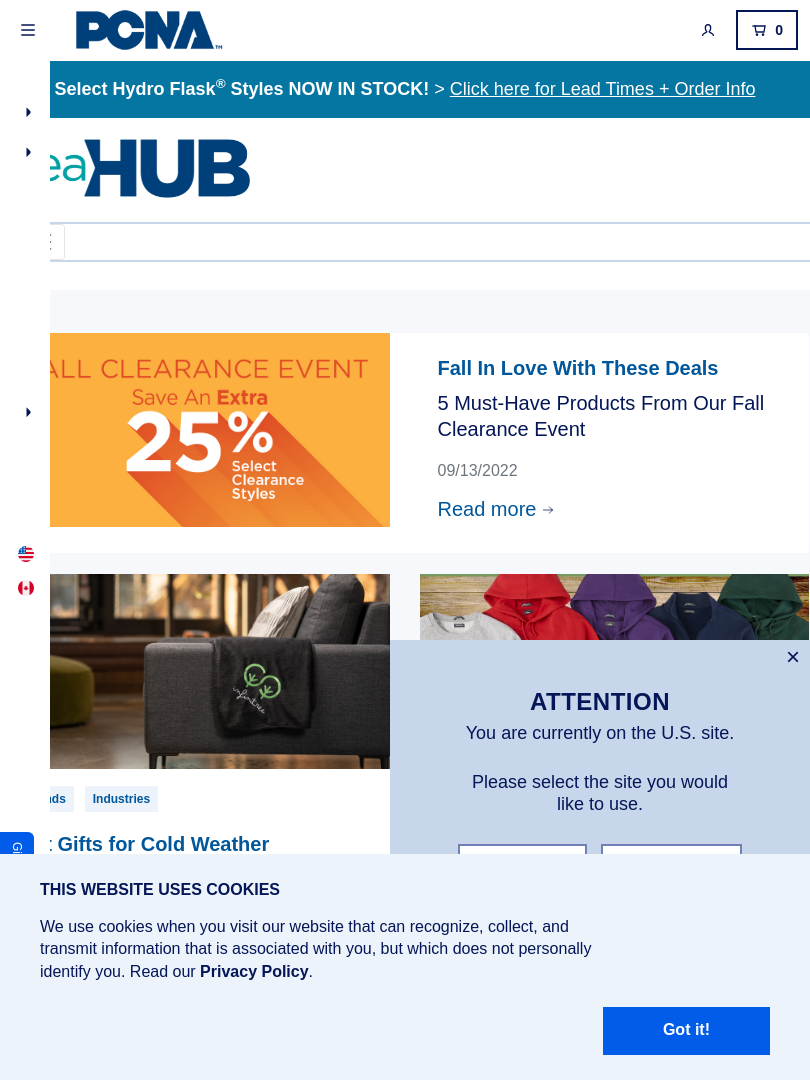 PCNA™
0
Select Hydro Flask® Styles NOW IN STOCK! > Click here for Lead Times + Order Info
eaHUB
ALL CLEARANCE EVENT
Save An Extra
25%
Select
Clearance
Styles
Fall In Love With These Deals
5 Must-Have Products From Our Fall
Clearance Event
09/13/2022
Read more →
infinitree
Industries
Gifts for Cold Weather
ATTENTION
You are currently on the U.S. site.
Please select the site you would
like to use.
THIS WEBSITE USES COOKIES
We use cookies when you visit our website that can recognize, collect, and
transmit information that is associated with you, but which does not personally
identify you. Read our Privacy Policy.
Got it!